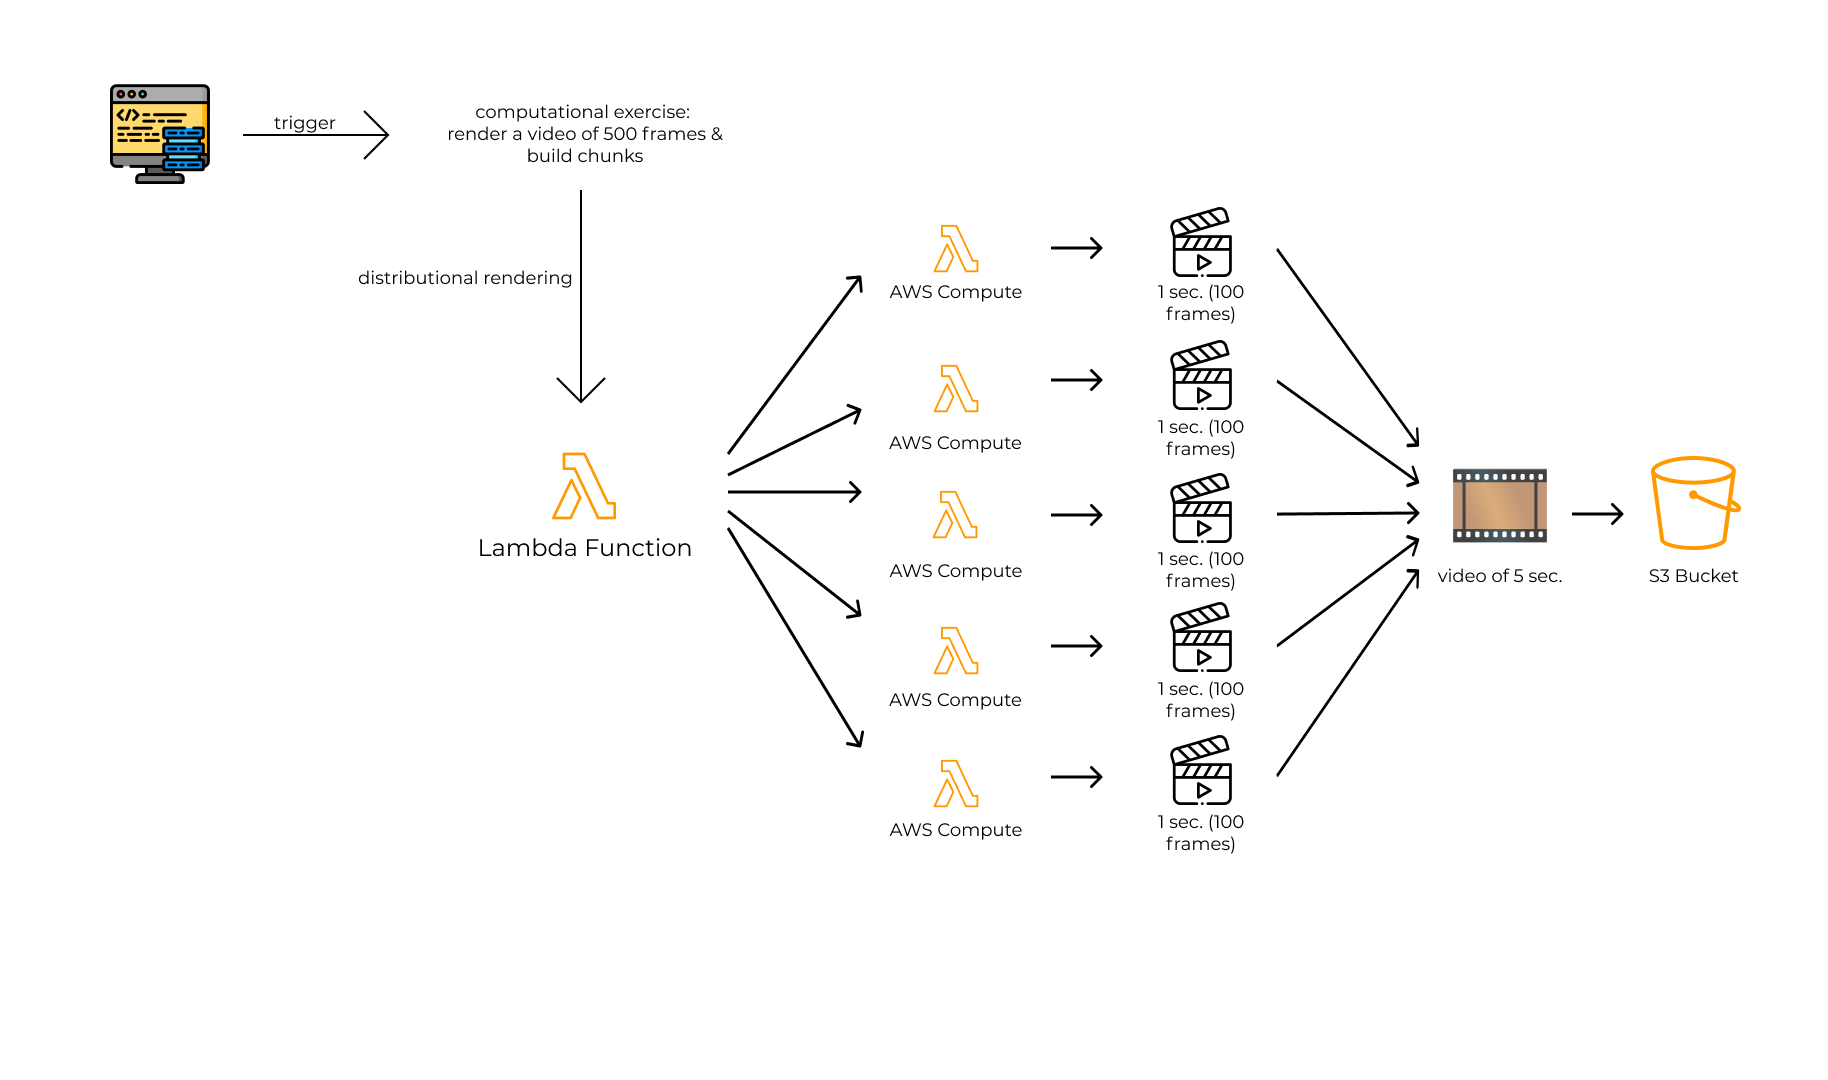 trigger
computational exercise:
render a video of 500 frames &
build chunks
distributional rendering
Lambda Function
AWS Compute
1 sec. (100
frames)
AWS Compute
1 sec. (100
frames)
AWS Compute
1 sec. (100
frames)
AWS Compute
1 sec. (100
frames)
AWS Compute
1 sec. (100
frames)
video of 5 sec.
S3 Bucket